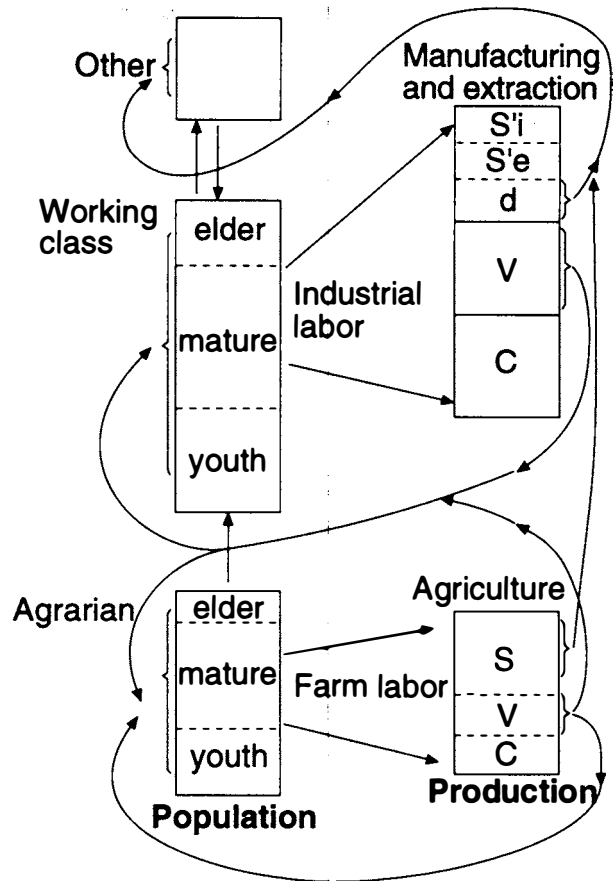 Other
Manufacturing
and extraction
S'i
S'e
d
V
C
Working
class
elder
mature
youth
Industrial
labor
Agrarian
elder
mature
youth
Farm labor
Agriculture
S
V
C
Population
Production